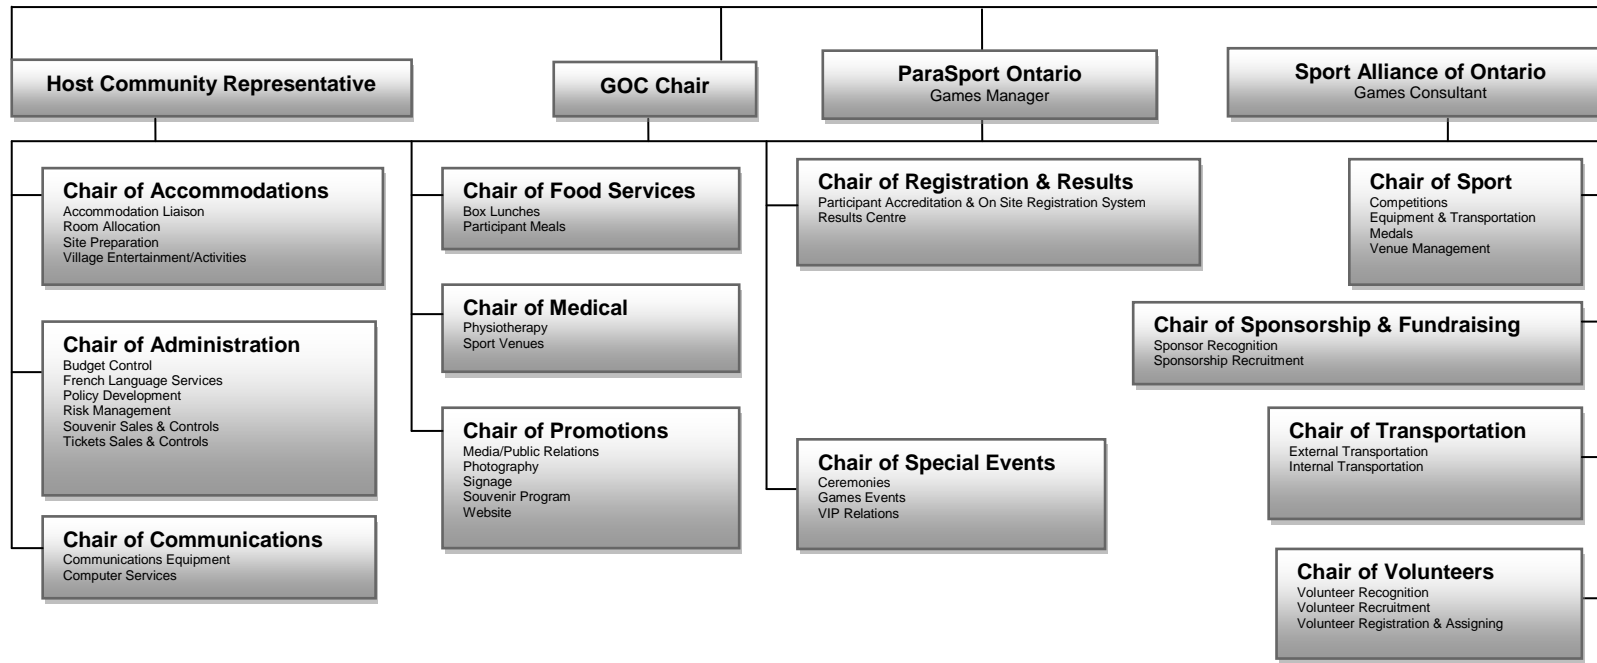 Host Community Representative
GOC Chair
ParaSport Ontario
Games Manager
Sport Alliance of Ontario
Games Consultant
Chair of Accommodations
Accommodation Liaison
Room Allocation
Site Preparation
Village Entertainment/Activities
Chair of Administration
Budget Control
French Language Services
Policy Development
Risk Management
Souvenir Sales & Controls
Tickets Sales & Controls
Chair of Communications
Communications Equipment
Computer Services
Chair of Food Services
Box Lunches
Participant Meals
Chair of Medical
Physiotherapy
Sport Venues
Chair of Promotions
Media/Public Relations
Photography
Signage
Souvenir Program
Website
Chair of Registration & Results
Participant Accreditation & On Site Registration System
Results Centre
Chair of Special Events
Ceremonies
Games Events
VIP Relations
Chair of Sport
Competitions
Equipment & Transportation
Medals
Venue Management
Chair of Sponsorship & Fundraising
Sponsor Recognition
Sponsorship Recruitment
Chair of Transportation
External Transportation
Internal Transportation
Chair of Volunteers
Volunteer Recognition
Volunteer Recruitment
Volunteer Registration & Assigning